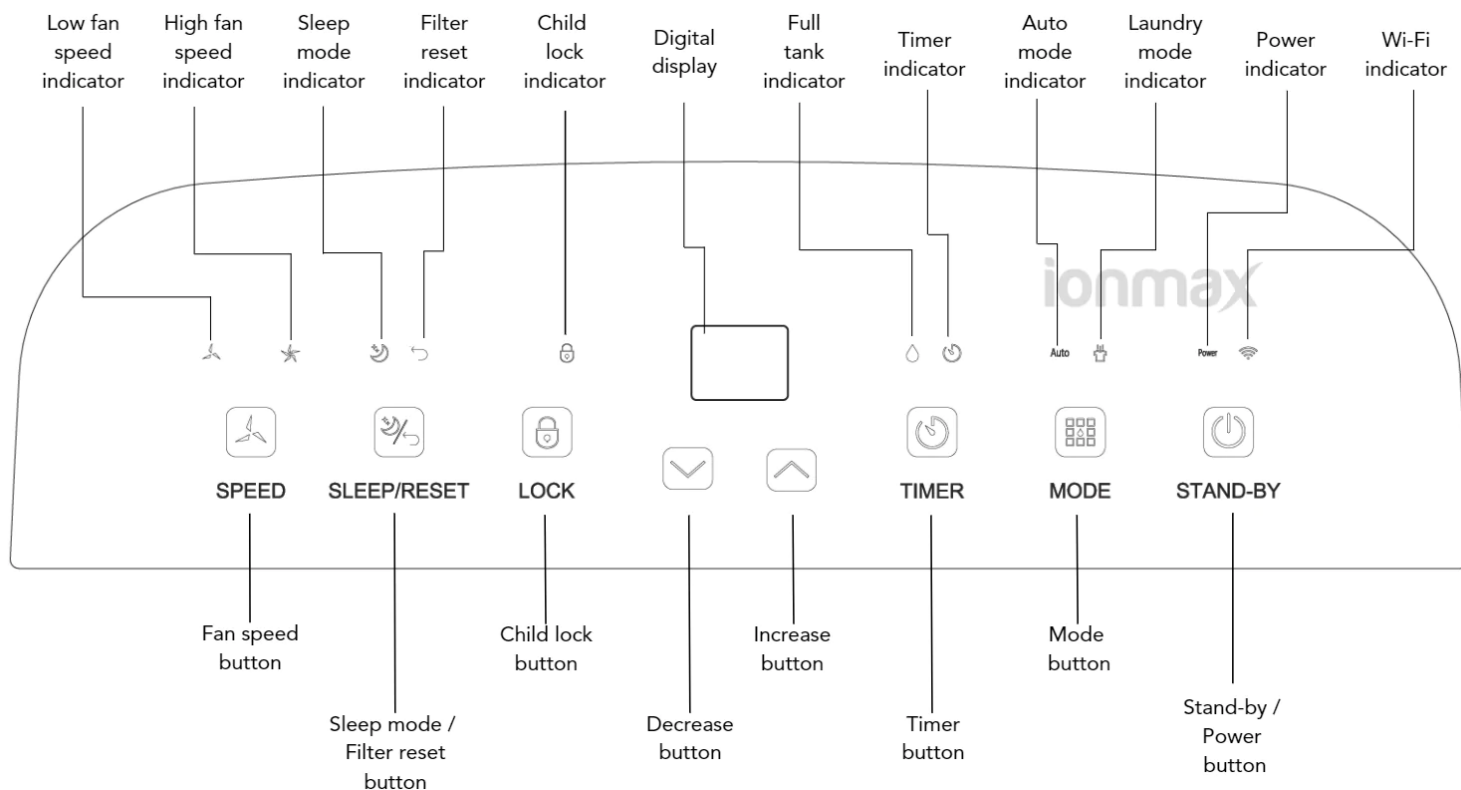 Low fan
speed
indicator
High fan
speed
indicator
Sleep
mode
indicator
Filter
reset
indicator
Child
lock
indicator
Digital
display
Full
tank
indicator
Timer
indicator
Auto
mode
indicator
Laundry
mode
indicator
Power
indicator
Wi-Fi
indicator
ionmax
Auto
Power
SPEED
SLEEP/RESET
LOCK
TIMER
MODE
STAND-BY
Fan speed
button
Sleep mode /
Filter reset
button
Child lock
button
Decrease
button
Increase
button
Timer
button
Mode
button
Stand-by /
Power
button